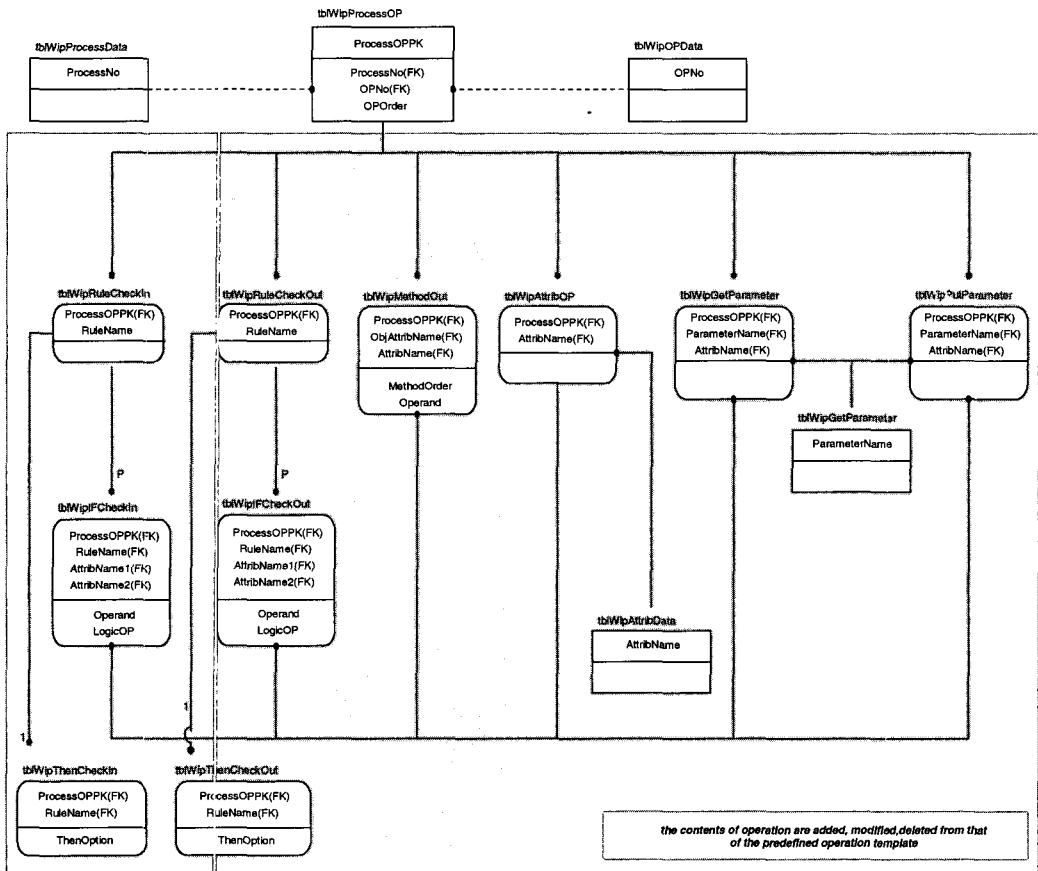 tblWipProcessOP
ProcessOPPK
ProcessNo(FK)
OPNo(FK)
OPOrder
tblWipProcessData
ProcessNo
tblWipOPData
OPNo
tblWipRuleCheckIn
ProcessOPPK(FK)
RuleName
tblWipRuleCheckOut
ProcessOPPK(FK)
RuleName
tblWipMethodOut
ProcessOPPK(FK)
ObjAttribName(FK)
AttribName(FK)
MethodOrder
Operand
tblWipAttribOP
ProcessOPPK(FK)
AttribName(FK)
tblWipGetParameter
ProcessOPPK(FK)
ParameterName(FK)
AttribName(FK)
tblWipPutParameter
ProcessOPPK(FK)
ParameterName(FK)
AttribName(FK)
tblWipGetParameter
ParameterName
P
P
tblWipIFCheckIn
ProcessOPPK(FK)
RuleName(FK)
AttribName1(FK)
AttribName2(FK)
Operand
LogicOP
tblWipIFCheckOut
ProcessOPPK(FK)
RuleName(FK)
AttribName1(FK)
AttribName2(FK)
Operand
LogicOP
tblWipAttribData
AttribName
1
1
tblWipThenCheckIn
ProcessOPPK(FK)
RuleName(FK)
ThenOption
tblWipThenCheckOut
ProcessOPPK(FK)
RuleName(FK)
ThenOption
the contents of operation are added, modified,deleted from that
of the predefined operation template